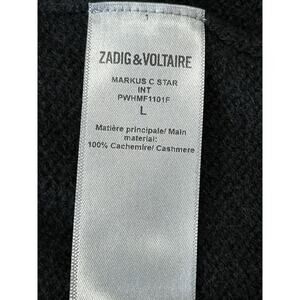 ZADIG & VOLTAIRE
MARKUS C STAR
INT
PWHMF1101F
L
Matière principale/ Main
material:
100% Cachemire/ Cashmere